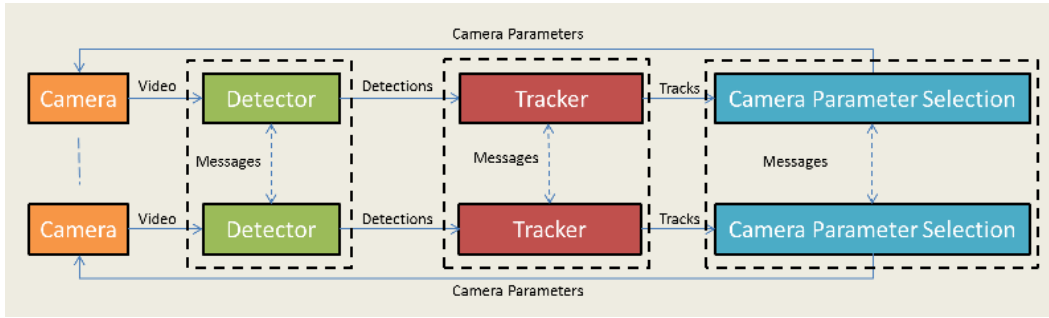 Camera Parameters
Camera
Video
Detector
Detections
Tracker
Tracks
Camera Parameter Selection
Messages
Messages
Messages
Camera
Video
Detector
Detections
Tracker
Tracks
Camera Parameter Selection
Camera Parameters